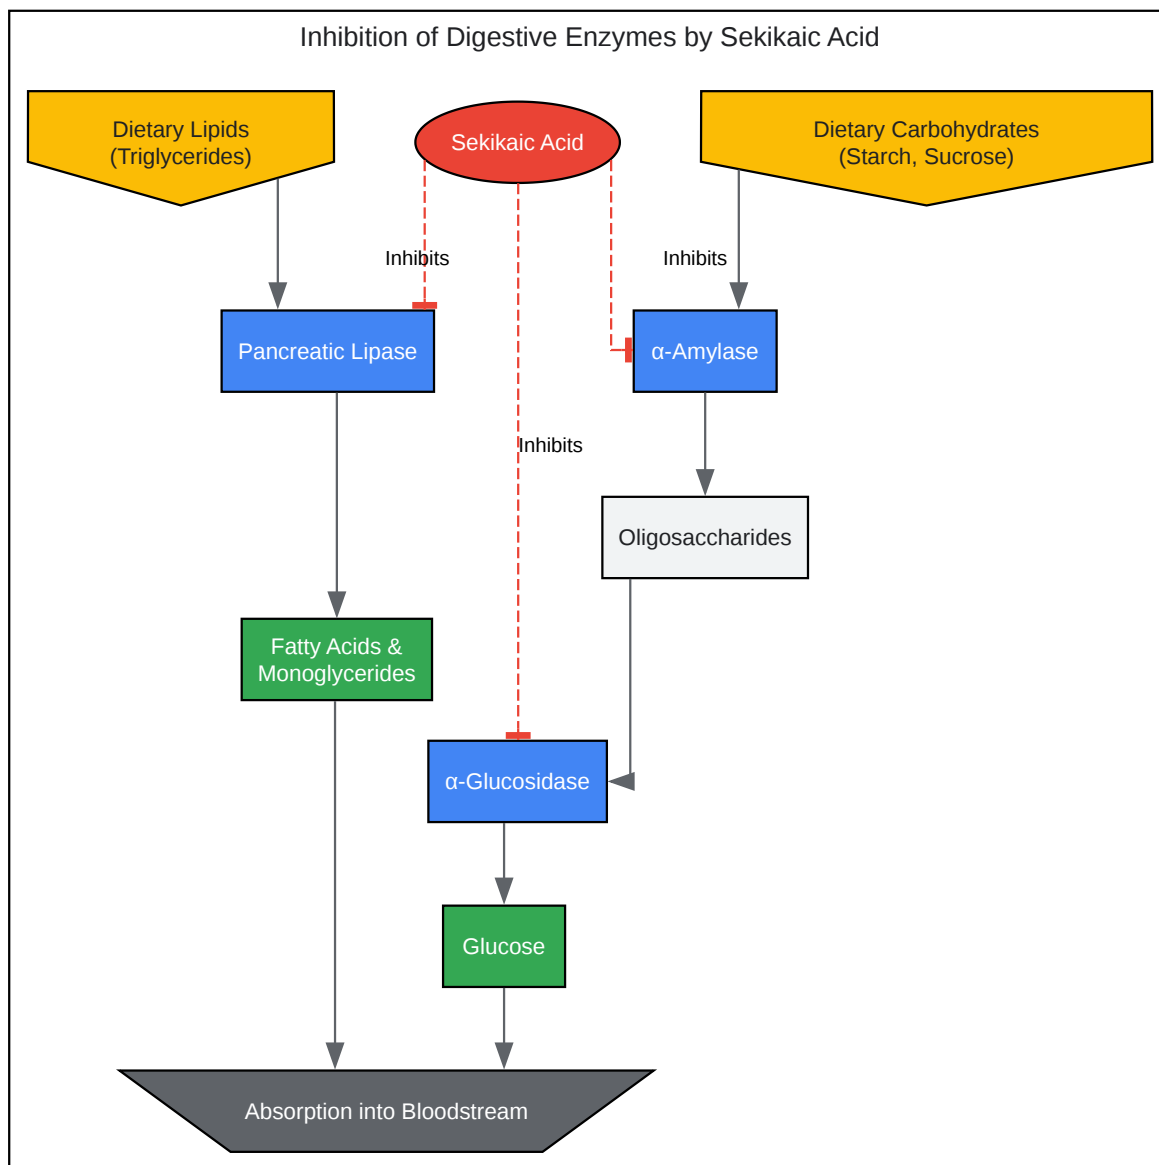 Inhibition of Digestive Enzymes by Sekikaic Acid
Dietary Lipids
(Triglycerides)
Sekikaic Acid
Dietary Carbohydrates
(Starch, Sucrose)
Inhibits
Inhibits
Pancreatic Lipase
α-Amylase
Inhibits
Oligosaccharides
Fatty Acids &
Monoglycerides
α-Glucosidase
Glucose
Absorption into Bloodstream